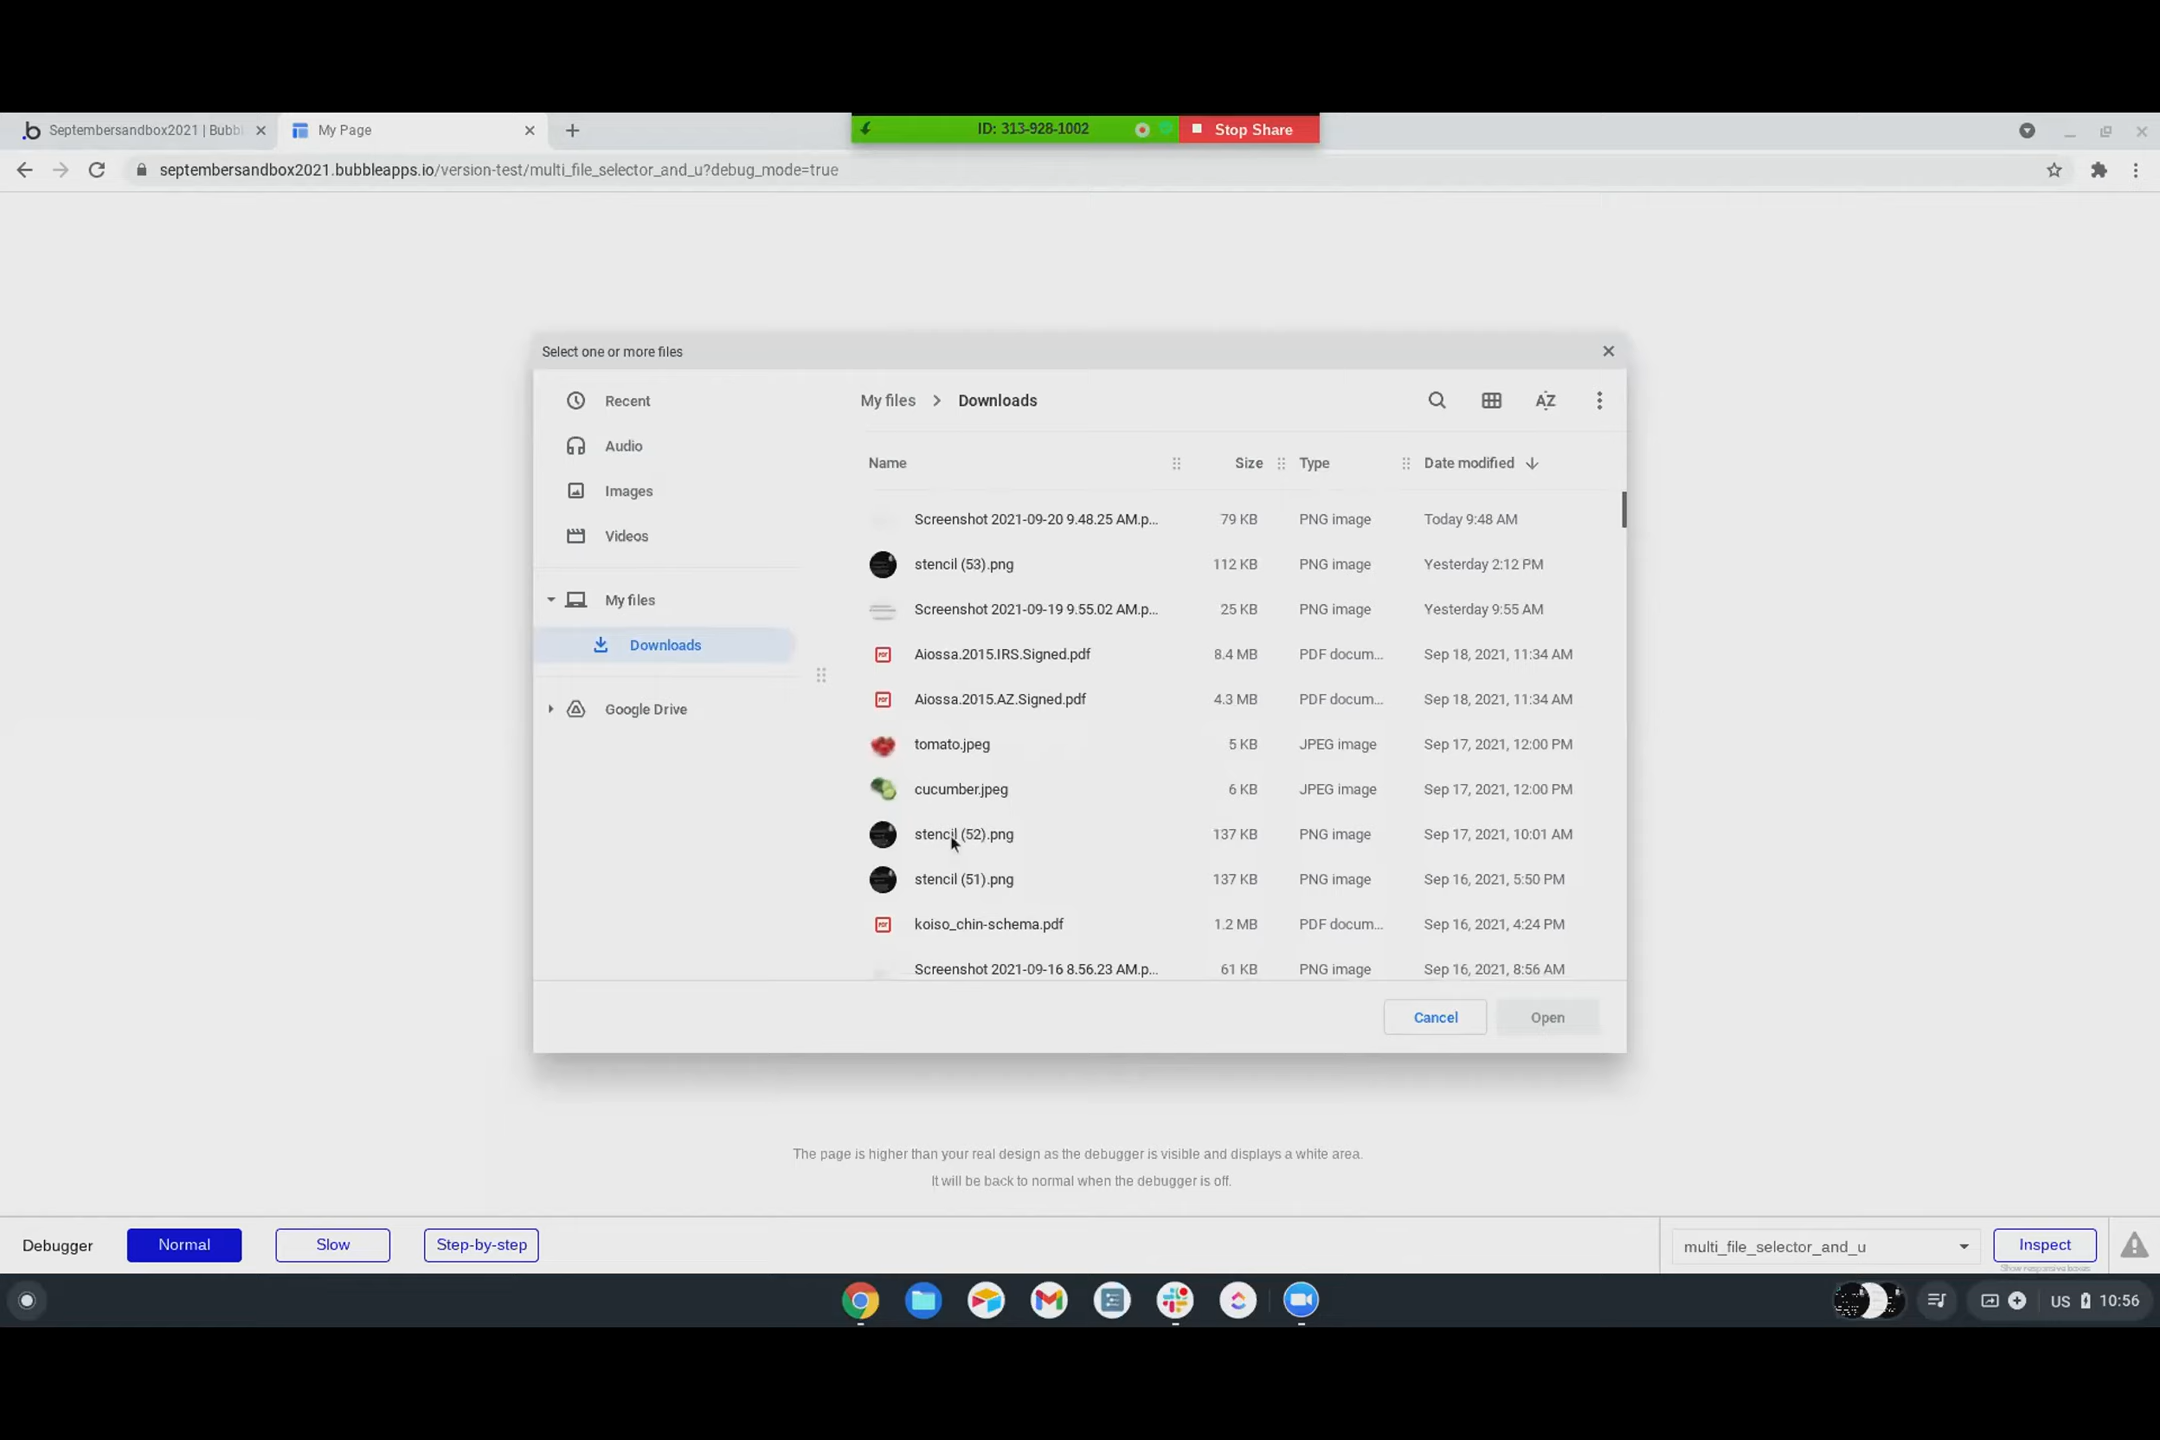 Septembersandbox2021 | Bubbl
My Page
ID: 313-928-1002
Stop Share
septembersandbox2021.bubbleapps.io/version-test/multi_file_selector_and_u?debug_mode=true
Select one or more files
Recent
Audio
Images
Videos
My files
Downloads
Google Drive
My files > Downloads
AZ
Name Size Type Date modified
Screenshot 2021-09-20 9.48.25 AM.p... 79 KB PNG image Today 9:48 AM
stencil (53).png 112 KB PNG image Yesterday 2:12 PM
Screenshot 2021-09-19 9.55.02 AM.p... 25 KB PNG image Yesterday 9:55 AM
Aiossa.2015.IRS.Signed.pdf 8.4 MB PDF docum... Sep 18, 2021, 11:34 AM
Aiossa.2015.AZ.Signed.pdf 4.3 MB PDF docum... Sep 18, 2021, 11:34 AM
tomato.jpeg 5 KB JPEG image Sep 17, 2021, 12:00 PM
cucumber.jpeg 6 KB JPEG image Sep 17, 2021, 12:00 PM
stencil (52).png 137 KB PNG image Sep 17, 2021, 10:01 AM
stencil (51).png 137 KB PNG image Sep 16, 2021, 5:50 PM
koiso_chin-schema.pdf 1.2 MB PDF docum... Sep 16, 2021, 4:24 PM
Screenshot 2021-09-16 8.56.23 AM.p... 61 KB PNG image Sep 16, 2021, 8:56 AM
Cancel
Open
The page is higher than your real design as the debugger is visible and displays a white area.
It will be back to normal when the debugger is off.
Debugger
Normal
Slow
Step-by-step
multi_file_selector_and_u
Inspect
Show responsive boxes
US 10:56